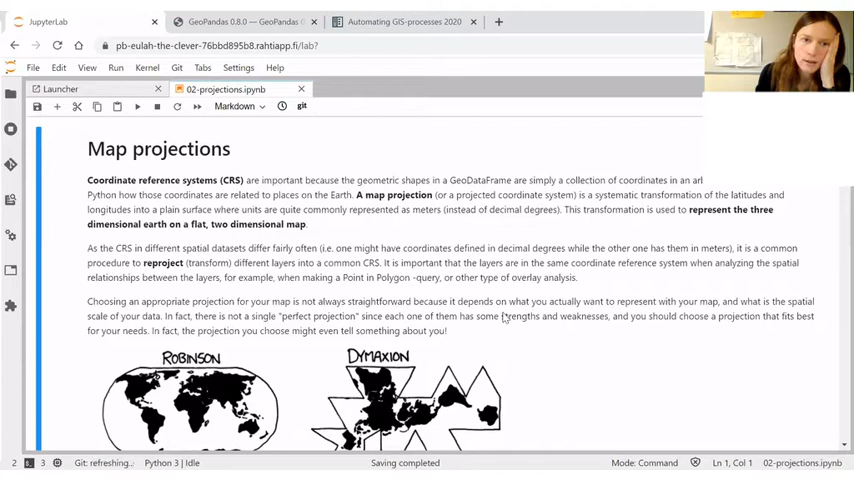 JupyterLab
GeoPandas 0.8.0 — GeoPandas 0.8.0
Automating GIS-processes 2020
pb-eulah-the-clever-76bbd895b8.rahtiapp.fi/lab?
File Edit View Run Kernel Git Tabs Settings Help
Launcher
02-projections.ipynb
Markdown
git
Map projections
Coordinate reference systems (CRS) are important because the geometric shapes in a GeoDataFrame are simply a collection of coordinates in an
Python how those coordinates are related to places on the Earth. A map projection (or a projected coordinate system) is a systematic transformation of the latitudes and
longitudes into a plain surface where units are quite commonly represented as meters (instead of decimal degrees). This transformation is used to represent the three
dimensional earth on a flat, two dimensional map.
As the CRS in different spatial datasets differ fairly often (i.e. one might have coordinates defined in decimal degrees while the other one has them in meters), it is a common
procedure to reproject (transform) different layers into a common CRS. It is important that the layers are in the same coordinate reference system when analyzing the spatial
relationships between the layers, for example, when making a Point in Polygon -query, or other type of overlay analysis.
Choosing an appropriate projection for your map is not always straightforward because it depends on what you actually want to represent with your map, and what is the spatial
scale of your data. In fact, there is not a single "perfect projection" since each one of them has some strengths and weaknesses, and you should choose a projection that fits best
for your needs. In fact, the projection you choose might even tell something about you!
ROBINSON
DYMAXION
2 3 Git: refreshing... Python 3 | Idle Saving completed Mode: Command Ln 1, Col 1 02-projections.ipynb